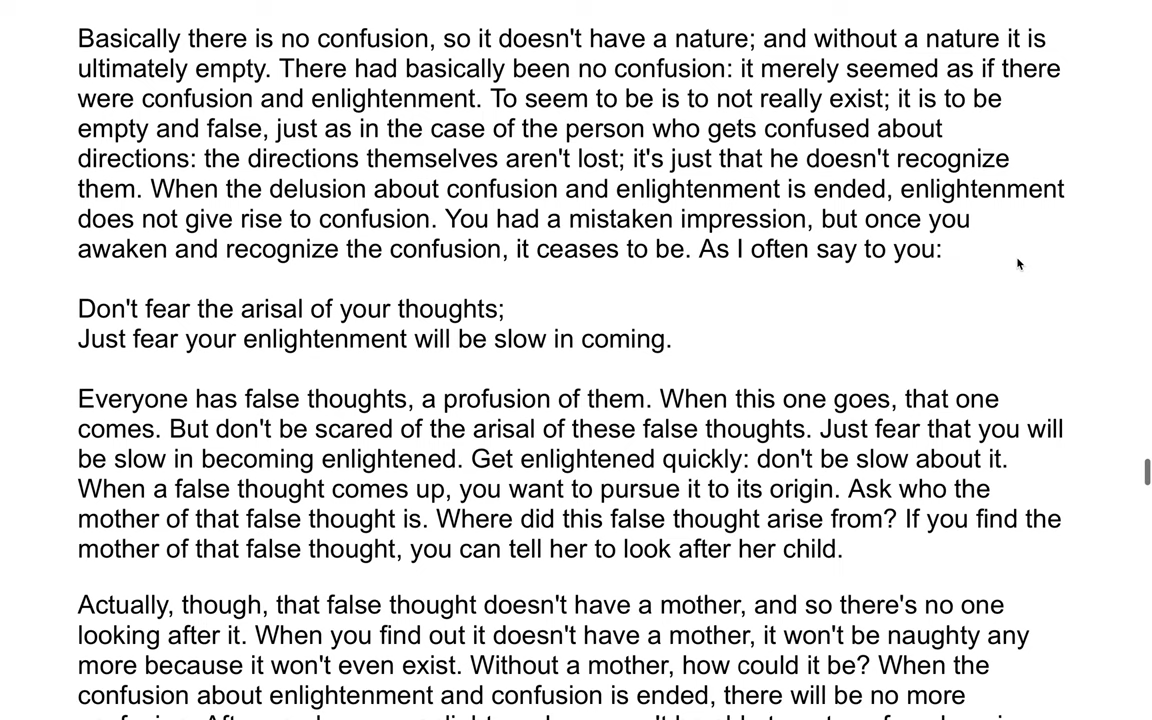 Basically there is no confusion, so it doesn't have a nature; and without a nature it is
ultimately empty. There had basically been no confusion: it merely seemed as if there
were confusion and enlightenment. To seem to be is to not really exist; it is to be
empty and false, just as in the case of the person who gets confused about
directions: the directions themselves aren't lost; it's just that he doesn't recognize
them. When the delusion about confusion and enlightenment is ended, enlightenment
does not give rise to confusion. You had a mistaken impression, but once you
awaken and recognize the confusion, it ceases to be. As I often say to you:
Don't fear the arisal of your thoughts;
Just fear your enlightenment will be slow in coming.
Everyone has false thoughts, a profusion of them. When this one goes, that one
comes. But don't be scared of the arisal of these false thoughts. Just fear that you will
be slow in becoming enlightened. Get enlightened quickly: don't be slow about it.
When a false thought comes up, you want to pursue it to its origin. Ask who the
mother of that false thought is. Where did this false thought arise from? If you find the
mother of that false thought, you can tell her to look after her child.
Actually, though, that false thought doesn't have a mother, and so there's no one
looking after it. When you find out it doesn't have a mother, it won't be naughty any
more because it won't even exist. Without a mother, how could it be? When the
confusion about enlightenment and confusion is ended, there will be no more